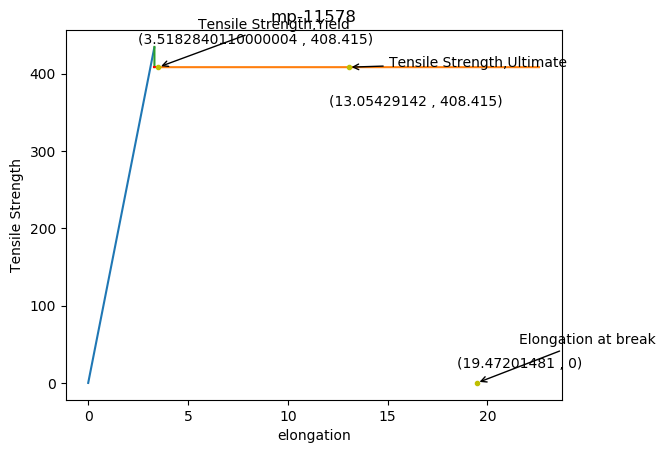 mp-11578
Tensile Strength,Yield
(3.5182840110000004 , 408.415)
Tensile Strength,Ultimate
(13.05429142 , 408.415)
Elongation at break
(19.47201481 , 0)
Tensile Strength
400
300
200
100
0
0 5 10 15 20
elongation